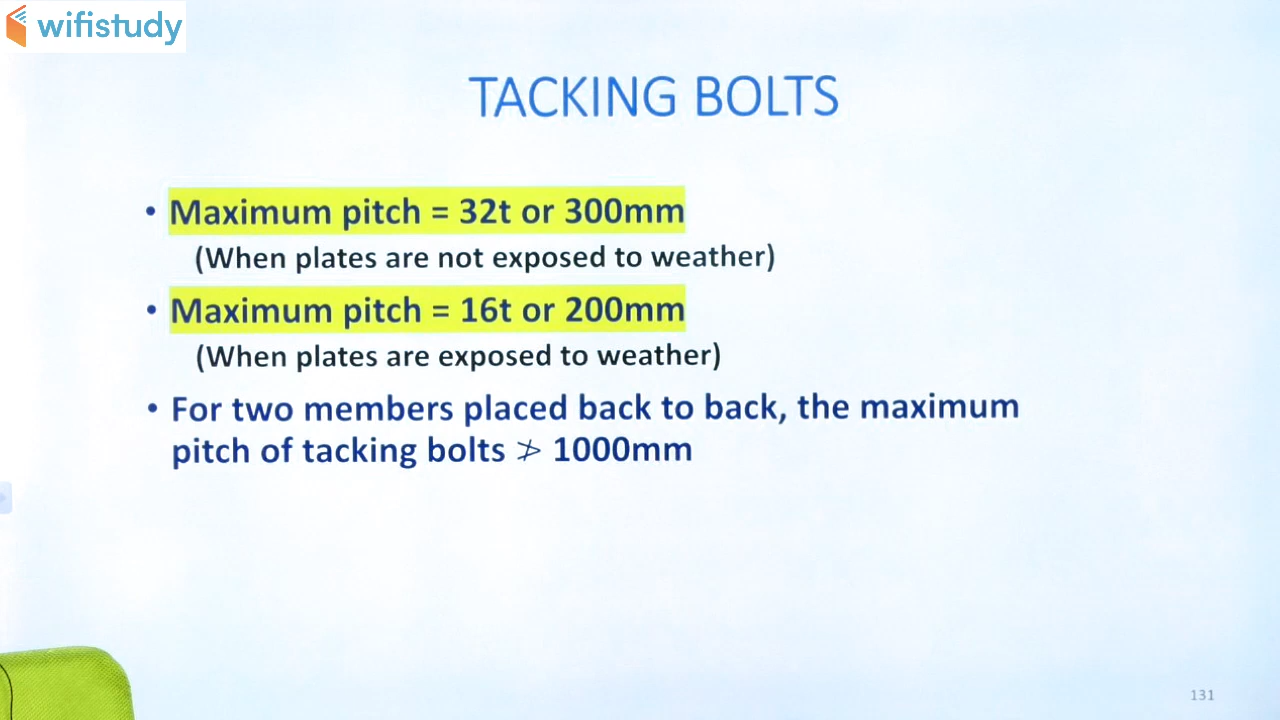 wifistudy
TACKING BOLTS
• Maximum pitch = 32t or 300mm
(When plates are not exposed to weather)
• Maximum pitch = 16t or 200mm
(When plates are exposed to weather)
• For two members placed back to back, the maximum
pitch of tacking bolts ≯ 1000mm
131